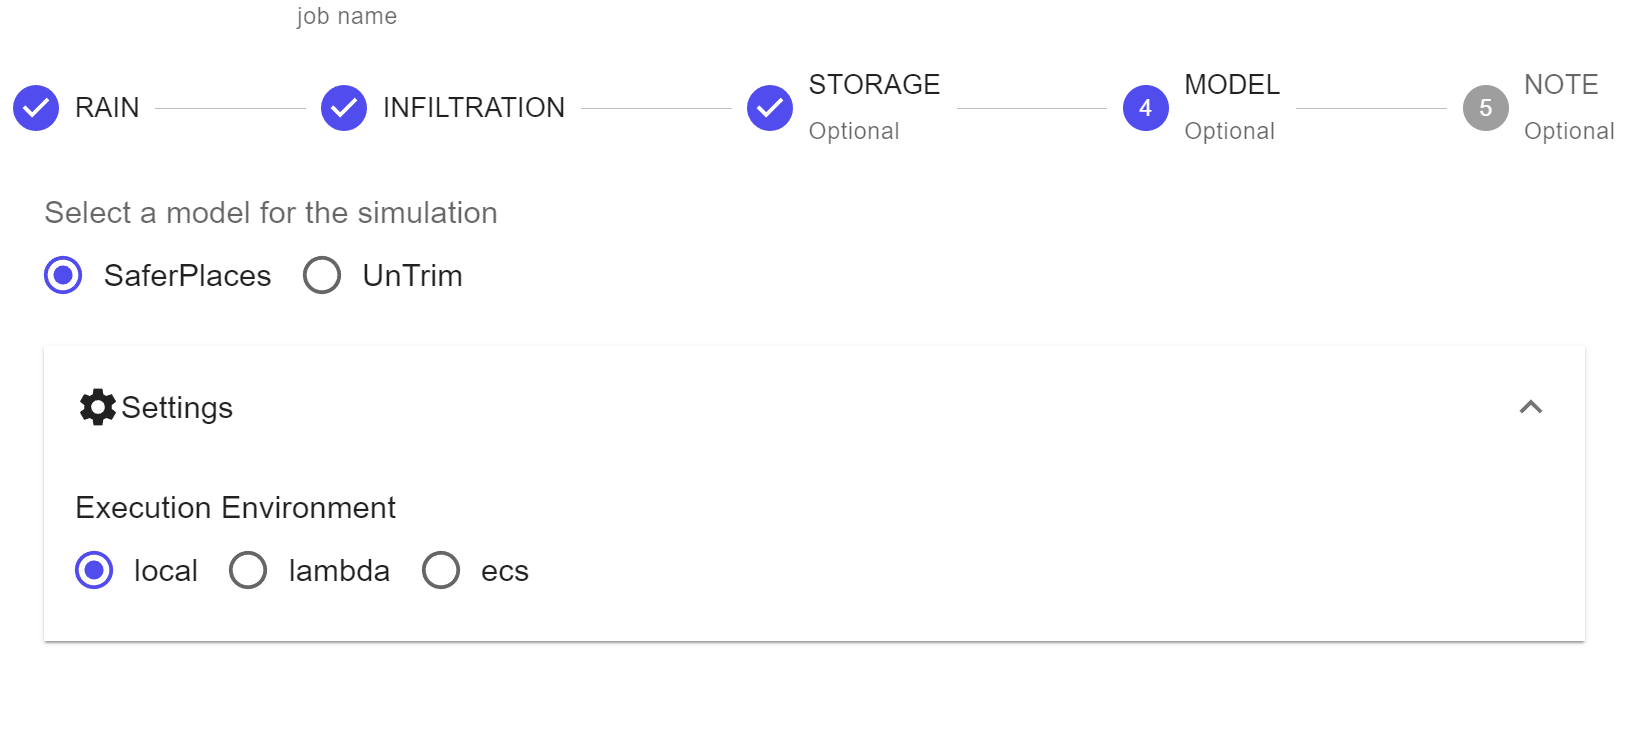 job name
RAIN
INFILTRATION
STORAGE
Optional
4
MODEL
Optional
5
NOTE
Optional
Select a model for the simulation
SaferPlaces UnTrim
Settings
Execution Environment
local lambda ecs